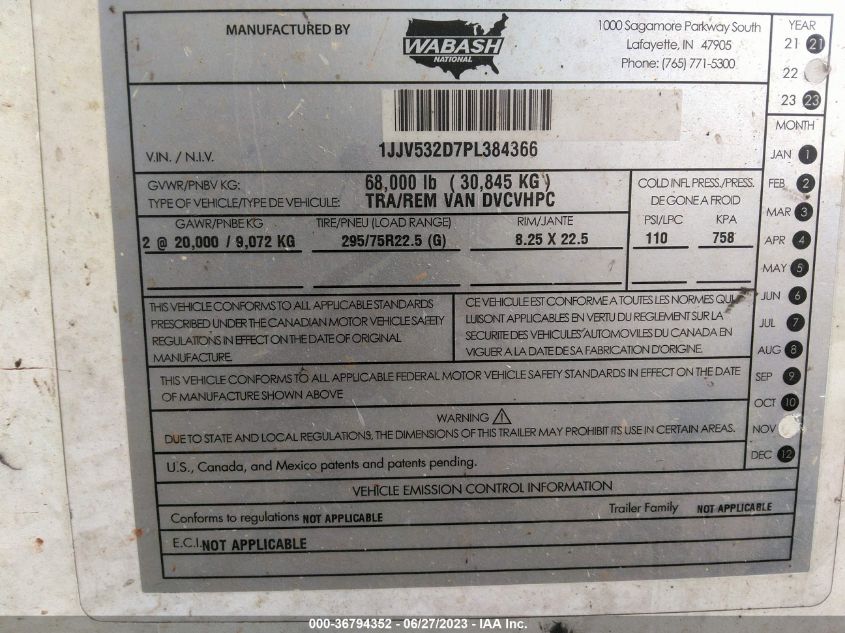 MANUFACTURED BY
WABASH
NATIONAL
1000 Sagamore Parkway South
Lafayette, IN 47905
Phone: (765) 771-5300
YEAR
21 21
22
23 23
MONTH
JAN 1
FEB 2
MAR 3
APR 4
MAY 5
JUN 6
JUL 7
AUG 8
SEP 9
OCT 10
NOV
DEC 12
V.I.N. / N.I.V. 1JJV532D7PL384366
GVWR/PNBV KG: 68,000 lb ( 30,845 KG )
TYPE OF VEHICLE/TYPE DE VEHICULE: TRA/REM VAN DVCVHPC
COLD INFL PRESS./PRESS.
DE GONE A FROID
GAWR/PNBE KG TIRE/PNEU (LOAD RANGE) RIM/JANTE PSI/LPC KPA
2 @ 20,000 / 9,072 KG 295/75R22.5 (G) 8.25 X 22.5 110 758
THIS VEHICLE CONFORMS TO ALL APPLICABLE STANDARDS
PRESCRIBED UNDER THE CANADIAN MOTOR VEHICLE SAFETY
REGULATIONS IN EFFECT ON THE DATE OF ORIGINAL
MANUFACTURE.
CE VEHICULE EST CONFORME A TOUTES LES NORMES QUI
LUISONT APPLICABLES EN VERTU DU REGLEMENT SUR LA
SECURITE DES VEHICULES AUTOMOVILES DU CANADA EN
VIGUER A LA DATE DE SA FABRICATION D'ORIGINE.
THIS VEHICLE CONFORMS TO ALL APPLICABLE FEDERAL MOTOR VEHICLE SAFETY STANDARDS IN EFFECT ON THE DATE
OF MANUFACTURE SHOWN ABOVE
WARNING
DUE TO STATE AND LOCAL REGULATIONS, THE DIMENSIONS OF THIS TRAILER MAY PROHIBIT ITS USE IN CERTAIN AREAS.
U.S., Canada, and Mexico patents and patents pending.
VEHICLE EMISSION CONTROL INFORMATION
Conforms to regulations NOT APPLICABLE Trailer Family NOT APPLICABLE
E.C.I. NOT APPLICABLE
000-36794352 - 06/27/2023 - IAA Inc.